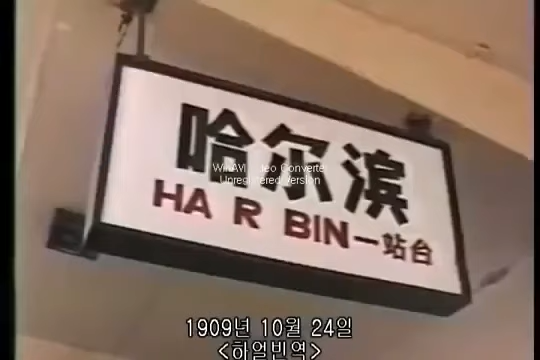 哈尔滨
WinAVI Video Converter
Unregistered Version
HA R BIN一站台
1909년 10월 24일
<하얼빈역>